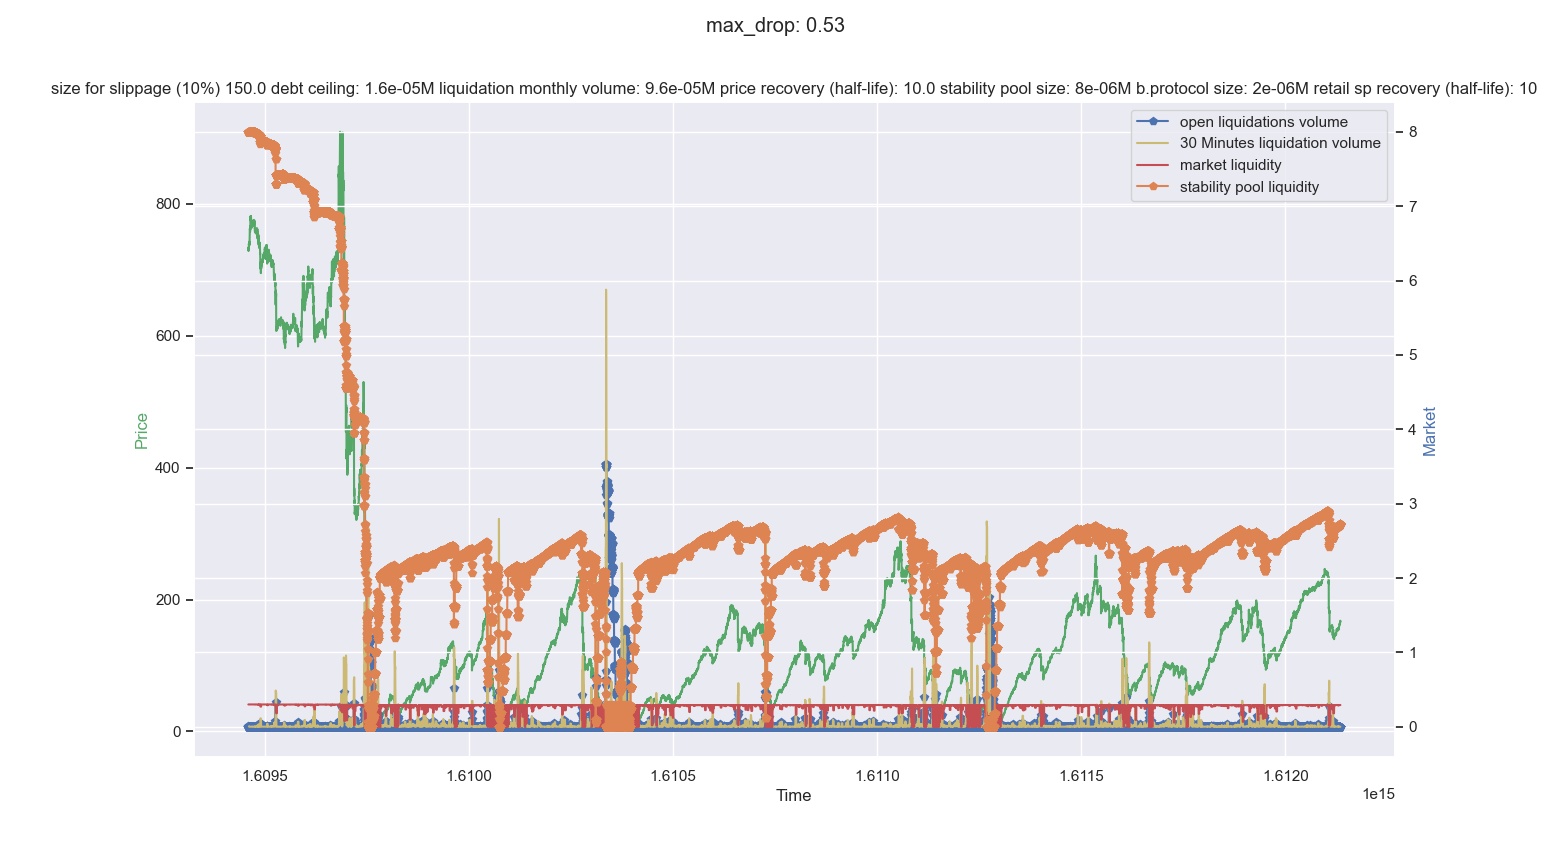 max_drop: 0.53
size for slippage (10%) 150.0 debt ceiling: 1.6e-05M liquidation monthly volume: 9.6e-05M price recovery (half-life): 10.0 stability pool size: 8e-06M b.protocol size: 2e-06M retail sp recovery (half-life): 10
open liquidations volume
30 Minutes liquidation volume
market liquidity
stability pool liquidity
800
600
400
200
0
Price
8
7
6
5
4
3
2
1
0
Market
1.6095 1.6100 1.6105 1.6110 1.6115 1.6120
Time
1e15